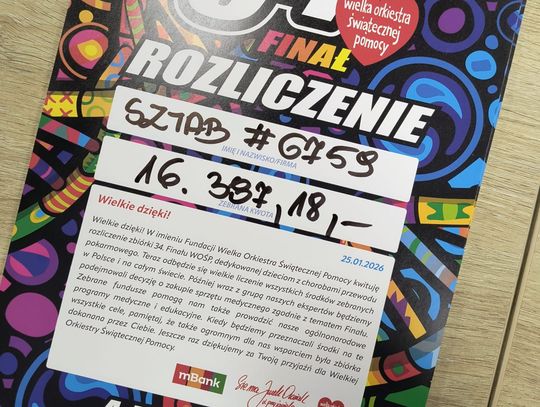 wielka orkiestra
świątecznej
pomocy
FINAŁ
ROZLICZENIE
SZTAB #6759
IMIĘ I NAZWISKO/FIRMA
16. 397,18,-
ZEBRANA KWOTA
Wielkie dzięki!
25.01.2026
Wielkie dzięki! W imieniu Fundacji Wielka Orkiestra Świątecznej Pomocy kwituję
rozliczenie zbiórki 34. Finału WOŚP, dedykowanej dzieciom z chorobami przewodu
pokarmowego. Teraz odbędzie się wielkie liczenie wszystkich środków zebranych
w Polsce i na całym świecie. Później wraz z grupą naszych ekspertów będziemy
podejmowali decyzję o zakupie sprzętu medycznego zgodnie z tematem Finału.
Zebrane fundusze pomogą nam także prowadzić nasze ogólnonarodowe
programy medyczne i edukacyjne. Kiedy będziemy przeznaczali środki na te
wszystkie cele, pamiętaj, że także ogromnym dla nas wsparciem była zbiórka
dokonana przez Ciebie. Jeszcze raz dziękujemy za Twoją przyjaźń dla Wielkiej
Orkiestry Świątecznej Pomocy.
mBank